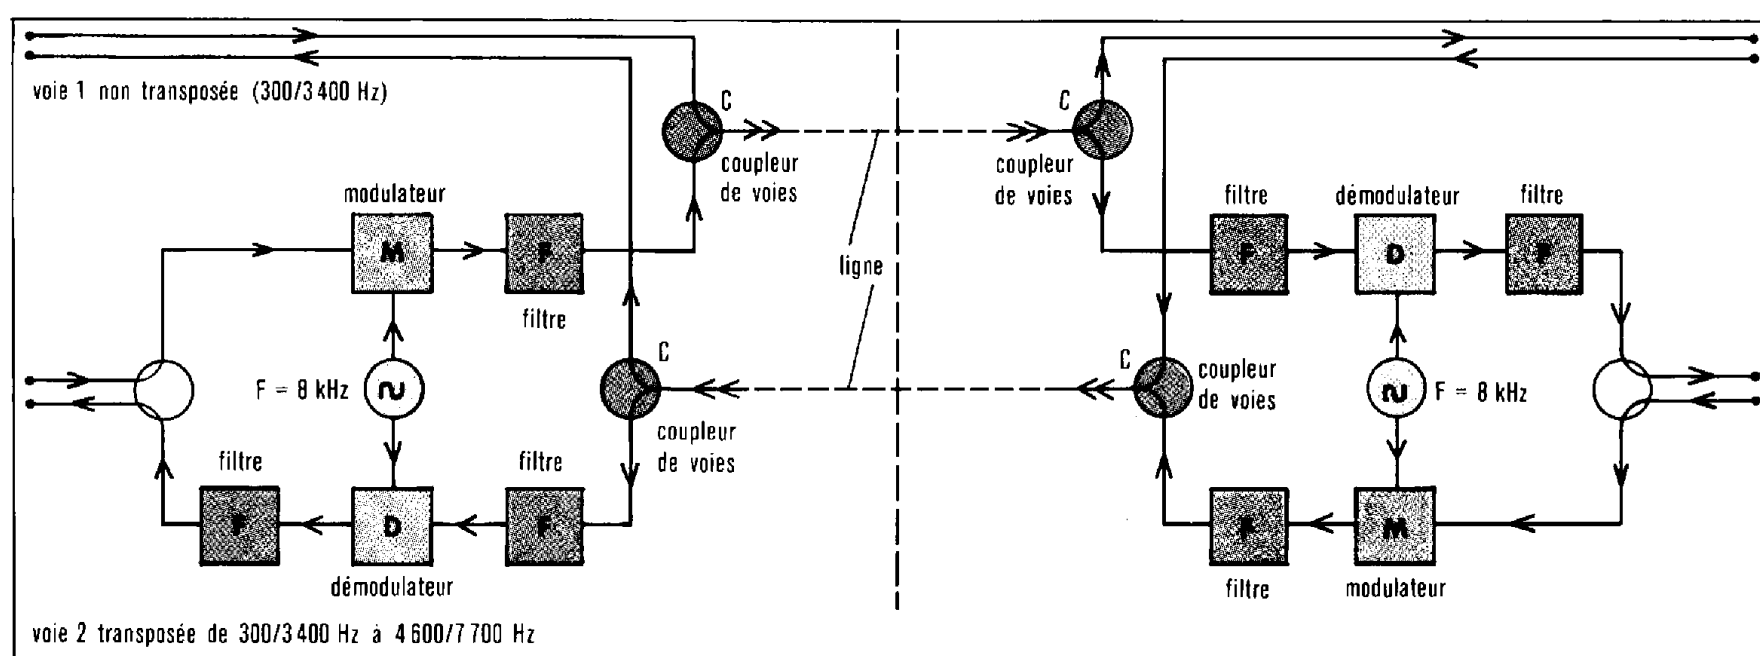 voie 1 non transposée (300/3 400 Hz)
C
coupleur
de voies
C
coupleur
de voies
modulateur
M
F
filtre
ligne
filtre
F
démodulateur
D
filtre
F
F = 8 kHz
C
coupleur
de voies
C
coupleur
de voies
F = 8 kHz
filtre
F
D
démodulateur
filtre
F
F
filtre
M
modulateur
voie 2 transposée de 300/3 400 Hz à 4 600/7 700 Hz